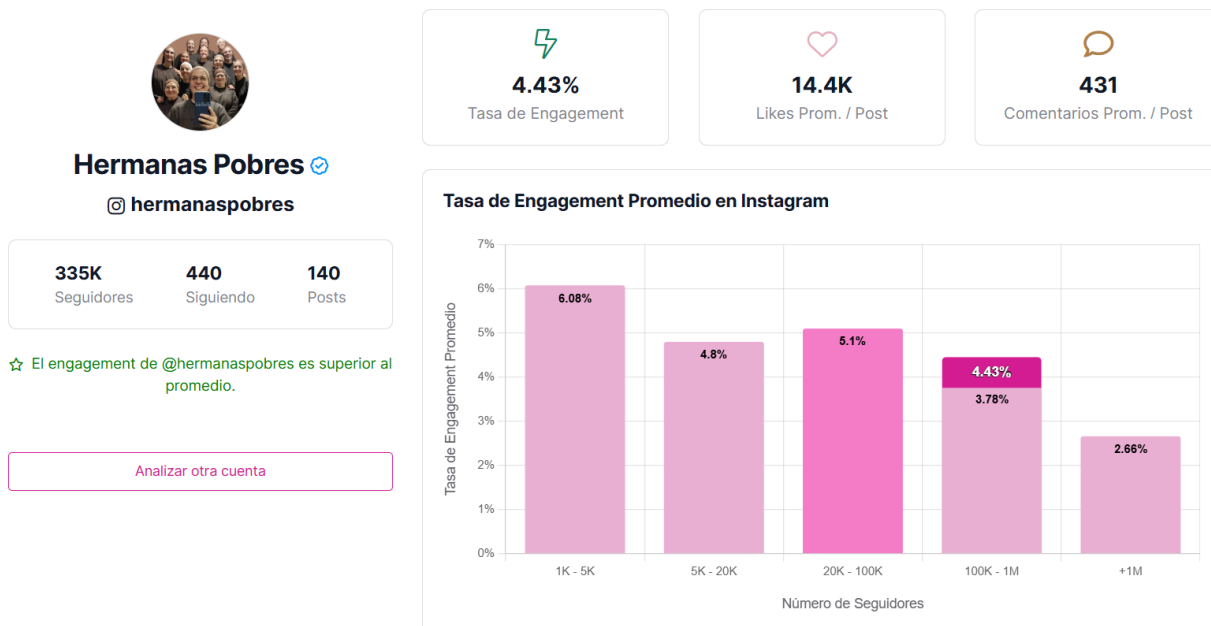 Hermanas Pobres
hermanaspobres
335K
Seguidores
440
Siguiendo
140
Posts
El engagement de @hermanaspobres es superior al
promedio.
Analizar otra cuenta
4.43%
Tasa de Engagement
14.4K
Likes Prom. / Post
431
Comentarios Prom. / Post
Tasa de Engagement Promedio en Instagram
Tasa de Engagement Promedio
7%
6%
5%
4%
3%
2%
1%
0%
6.08%
4.8%
5.1%
4.43%
3.78%
2.66%
1K - 5K
5K - 20K
20K - 100K
100K - 1M
+1M
Número de Seguidores